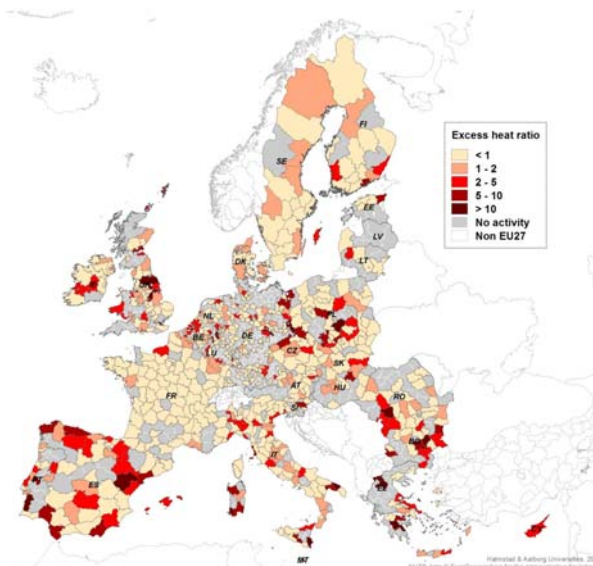 FI
SE
Excess heat ratio
< 1
1 - 2
2 - 5
5 - 10
> 10
No activity
Non EU27
EE
LV
LT
DK
NL
BE
DE
PL
LU
CZ
SK
AT
HU
FR
RO
SI
BG
IT
PT
ES
Halmstad & Aalborg Universities, 20